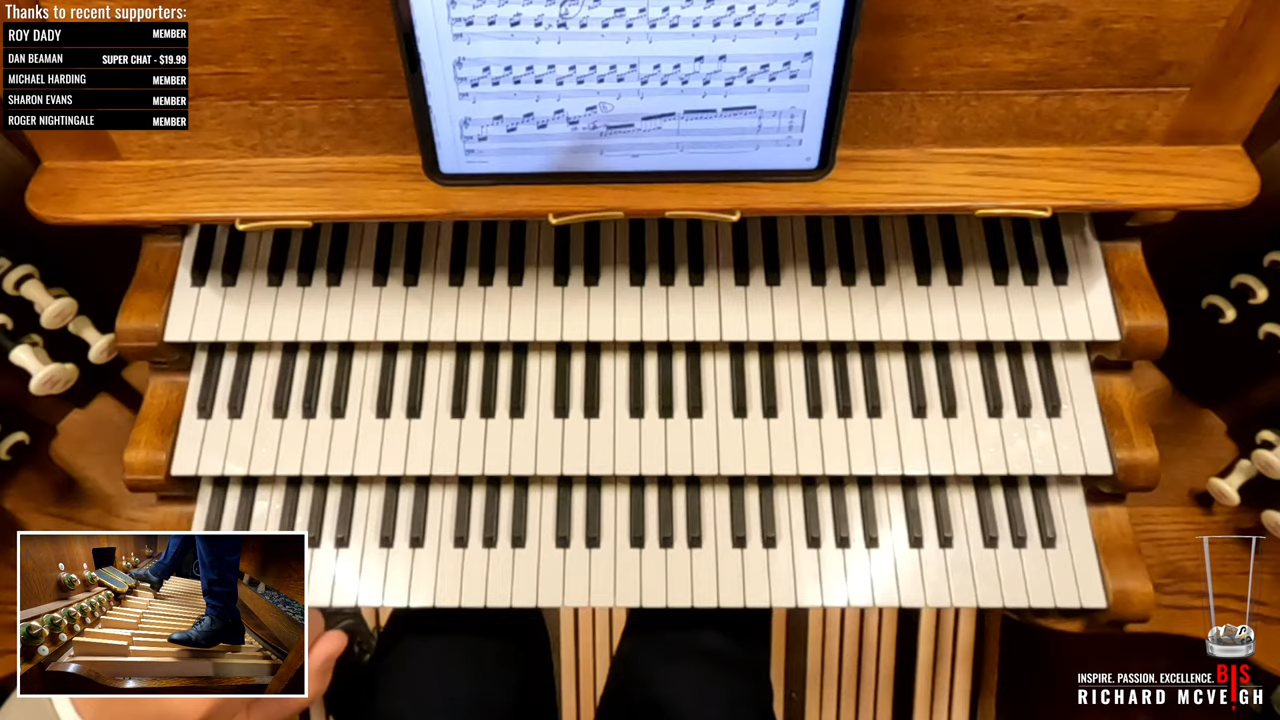 Thanks to recent supporters:
ROY DADY MEMBER
DAN BEAMAN SUPER CHAT - $19.99
MICHAEL HARDING MEMBER
SHARON EVANS MEMBER
ROGER NIGHTINGALE MEMBER
INSPIRE. PASSION. EXCELLENCE. BIS
RICHARD MCVEIGH